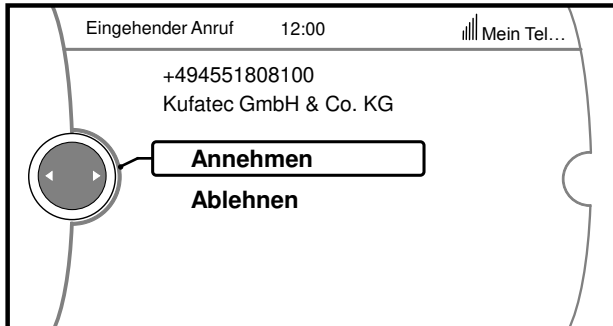 Eingehender Anruf 12:00 Mein Tel...
+494551808100
Kufatec GmbH & Co. KG
Annehmen
Ablehnen